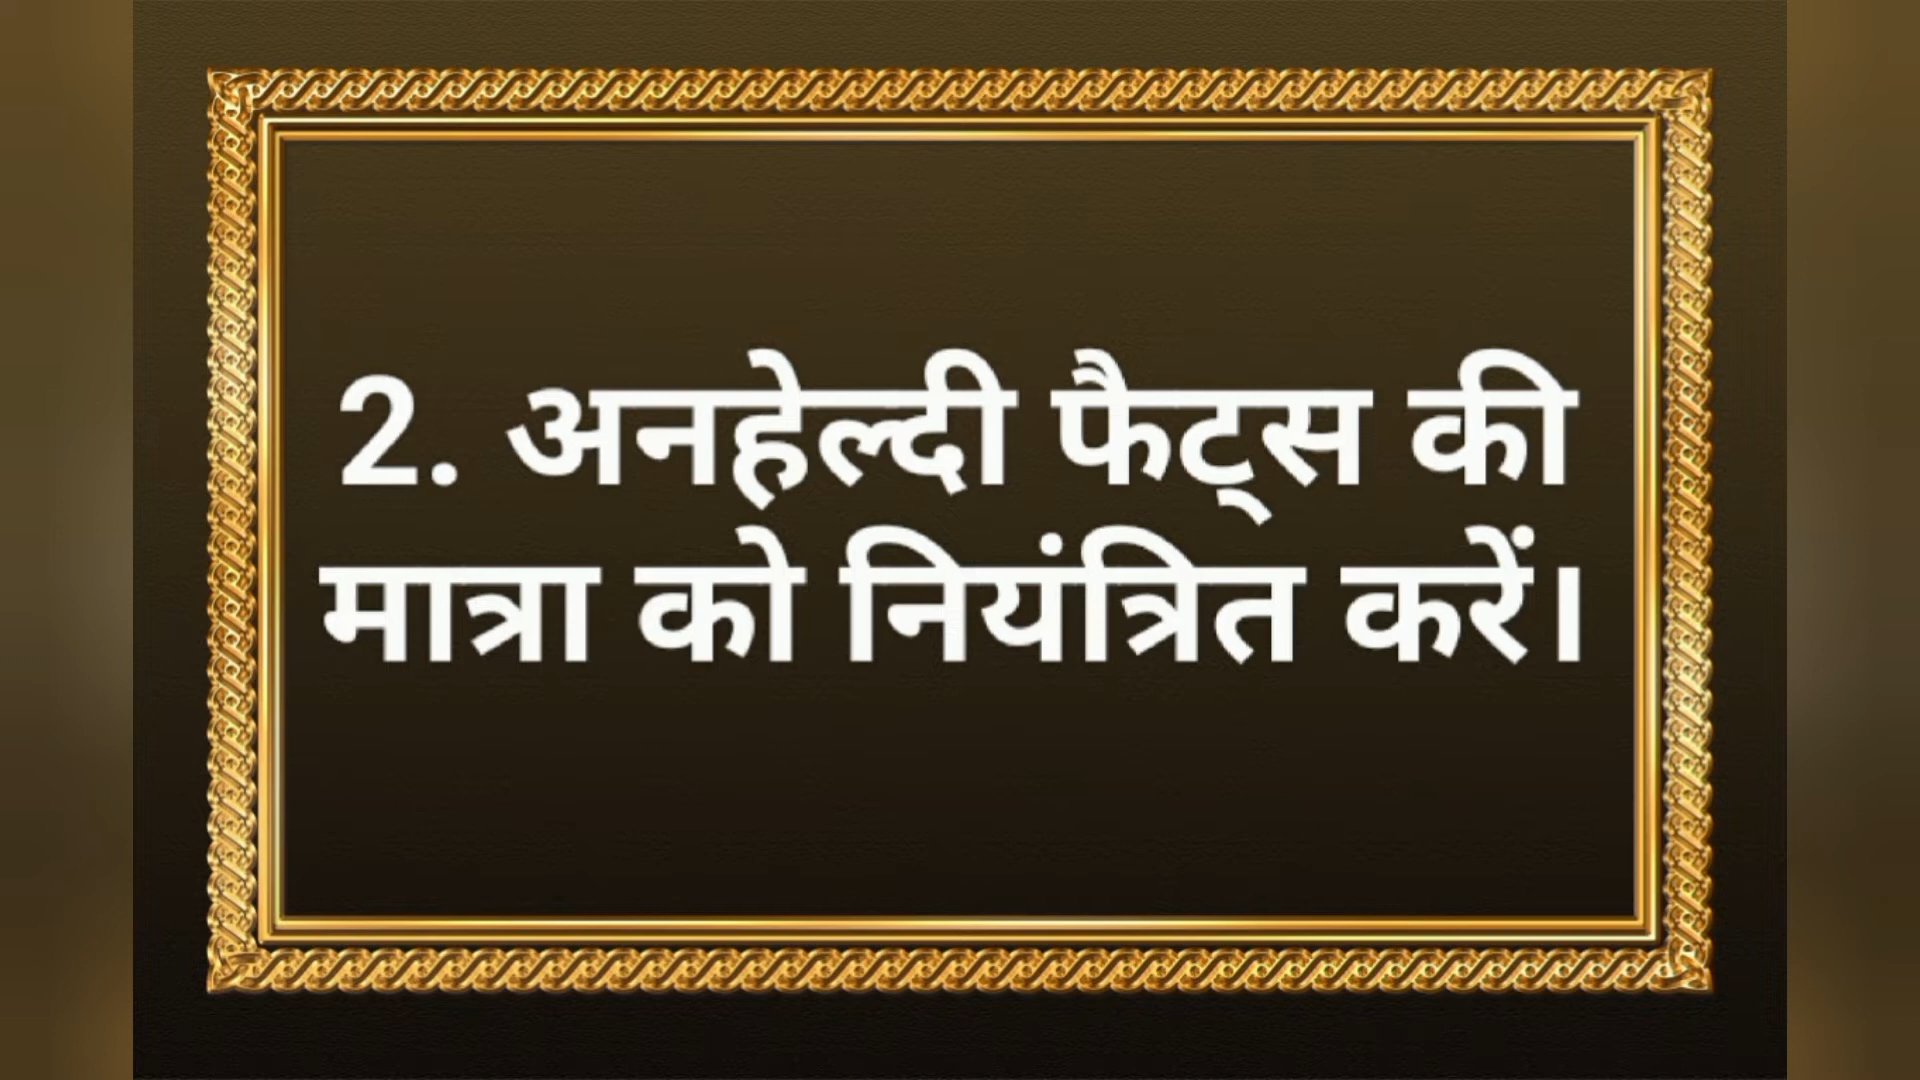 2. अनहेल्दी फैट्स की
मात्रा को नियंत्रित करें।